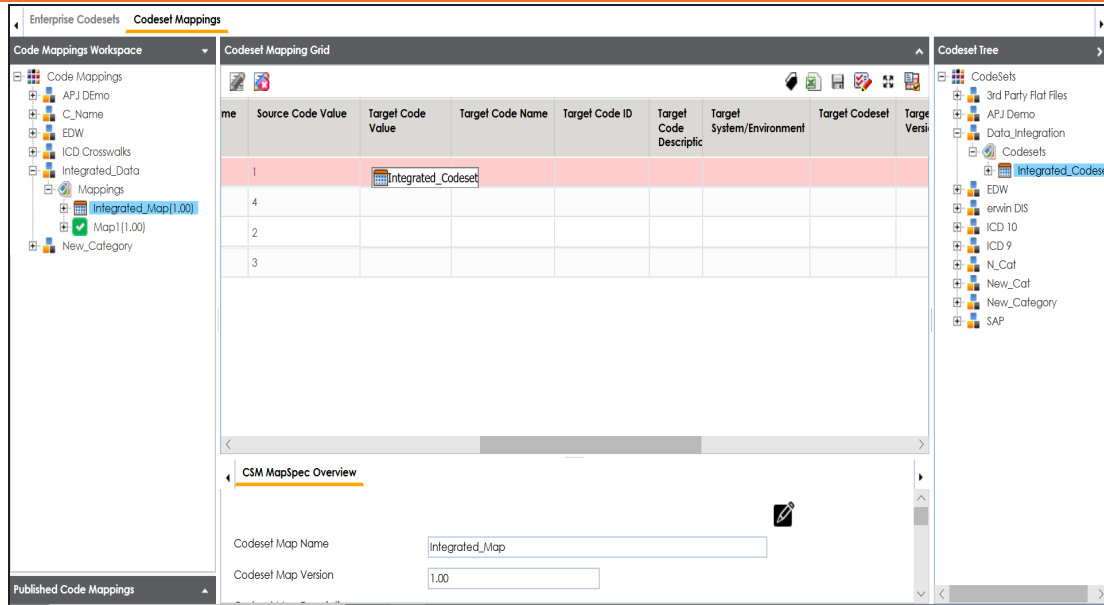 Enterprise Codesets Codeset Mappings
Code Mappings Workspace
Code Mappings
APJ DEmo
C_Name
EDW
ICD Crosswalks
Integrated_Data
Mappings
Integrated_Map(1.00)
Map1(1.00)
New_Category
Published Code Mappings
Codeset Mapping Grid
me Source Code Value Target Code Value Target Code Name Target Code ID Target Code Descriptic Target System/Environment Target Codeset Targe Versi
1 Integrated_Codeset
4
2
3
CSM MapSpec Overview
Codeset Map Name Integrated_Map
Codeset Map Version 1.00
Codeset Tree
CodeSets
3rd Party Flat Files
APJ Demo
Data_Integration
Codesets
Integrated_Codese
EDW
erwin DIS
ICD 10
ICD 9
N_Cat
New_Cat
New_Category
SAP